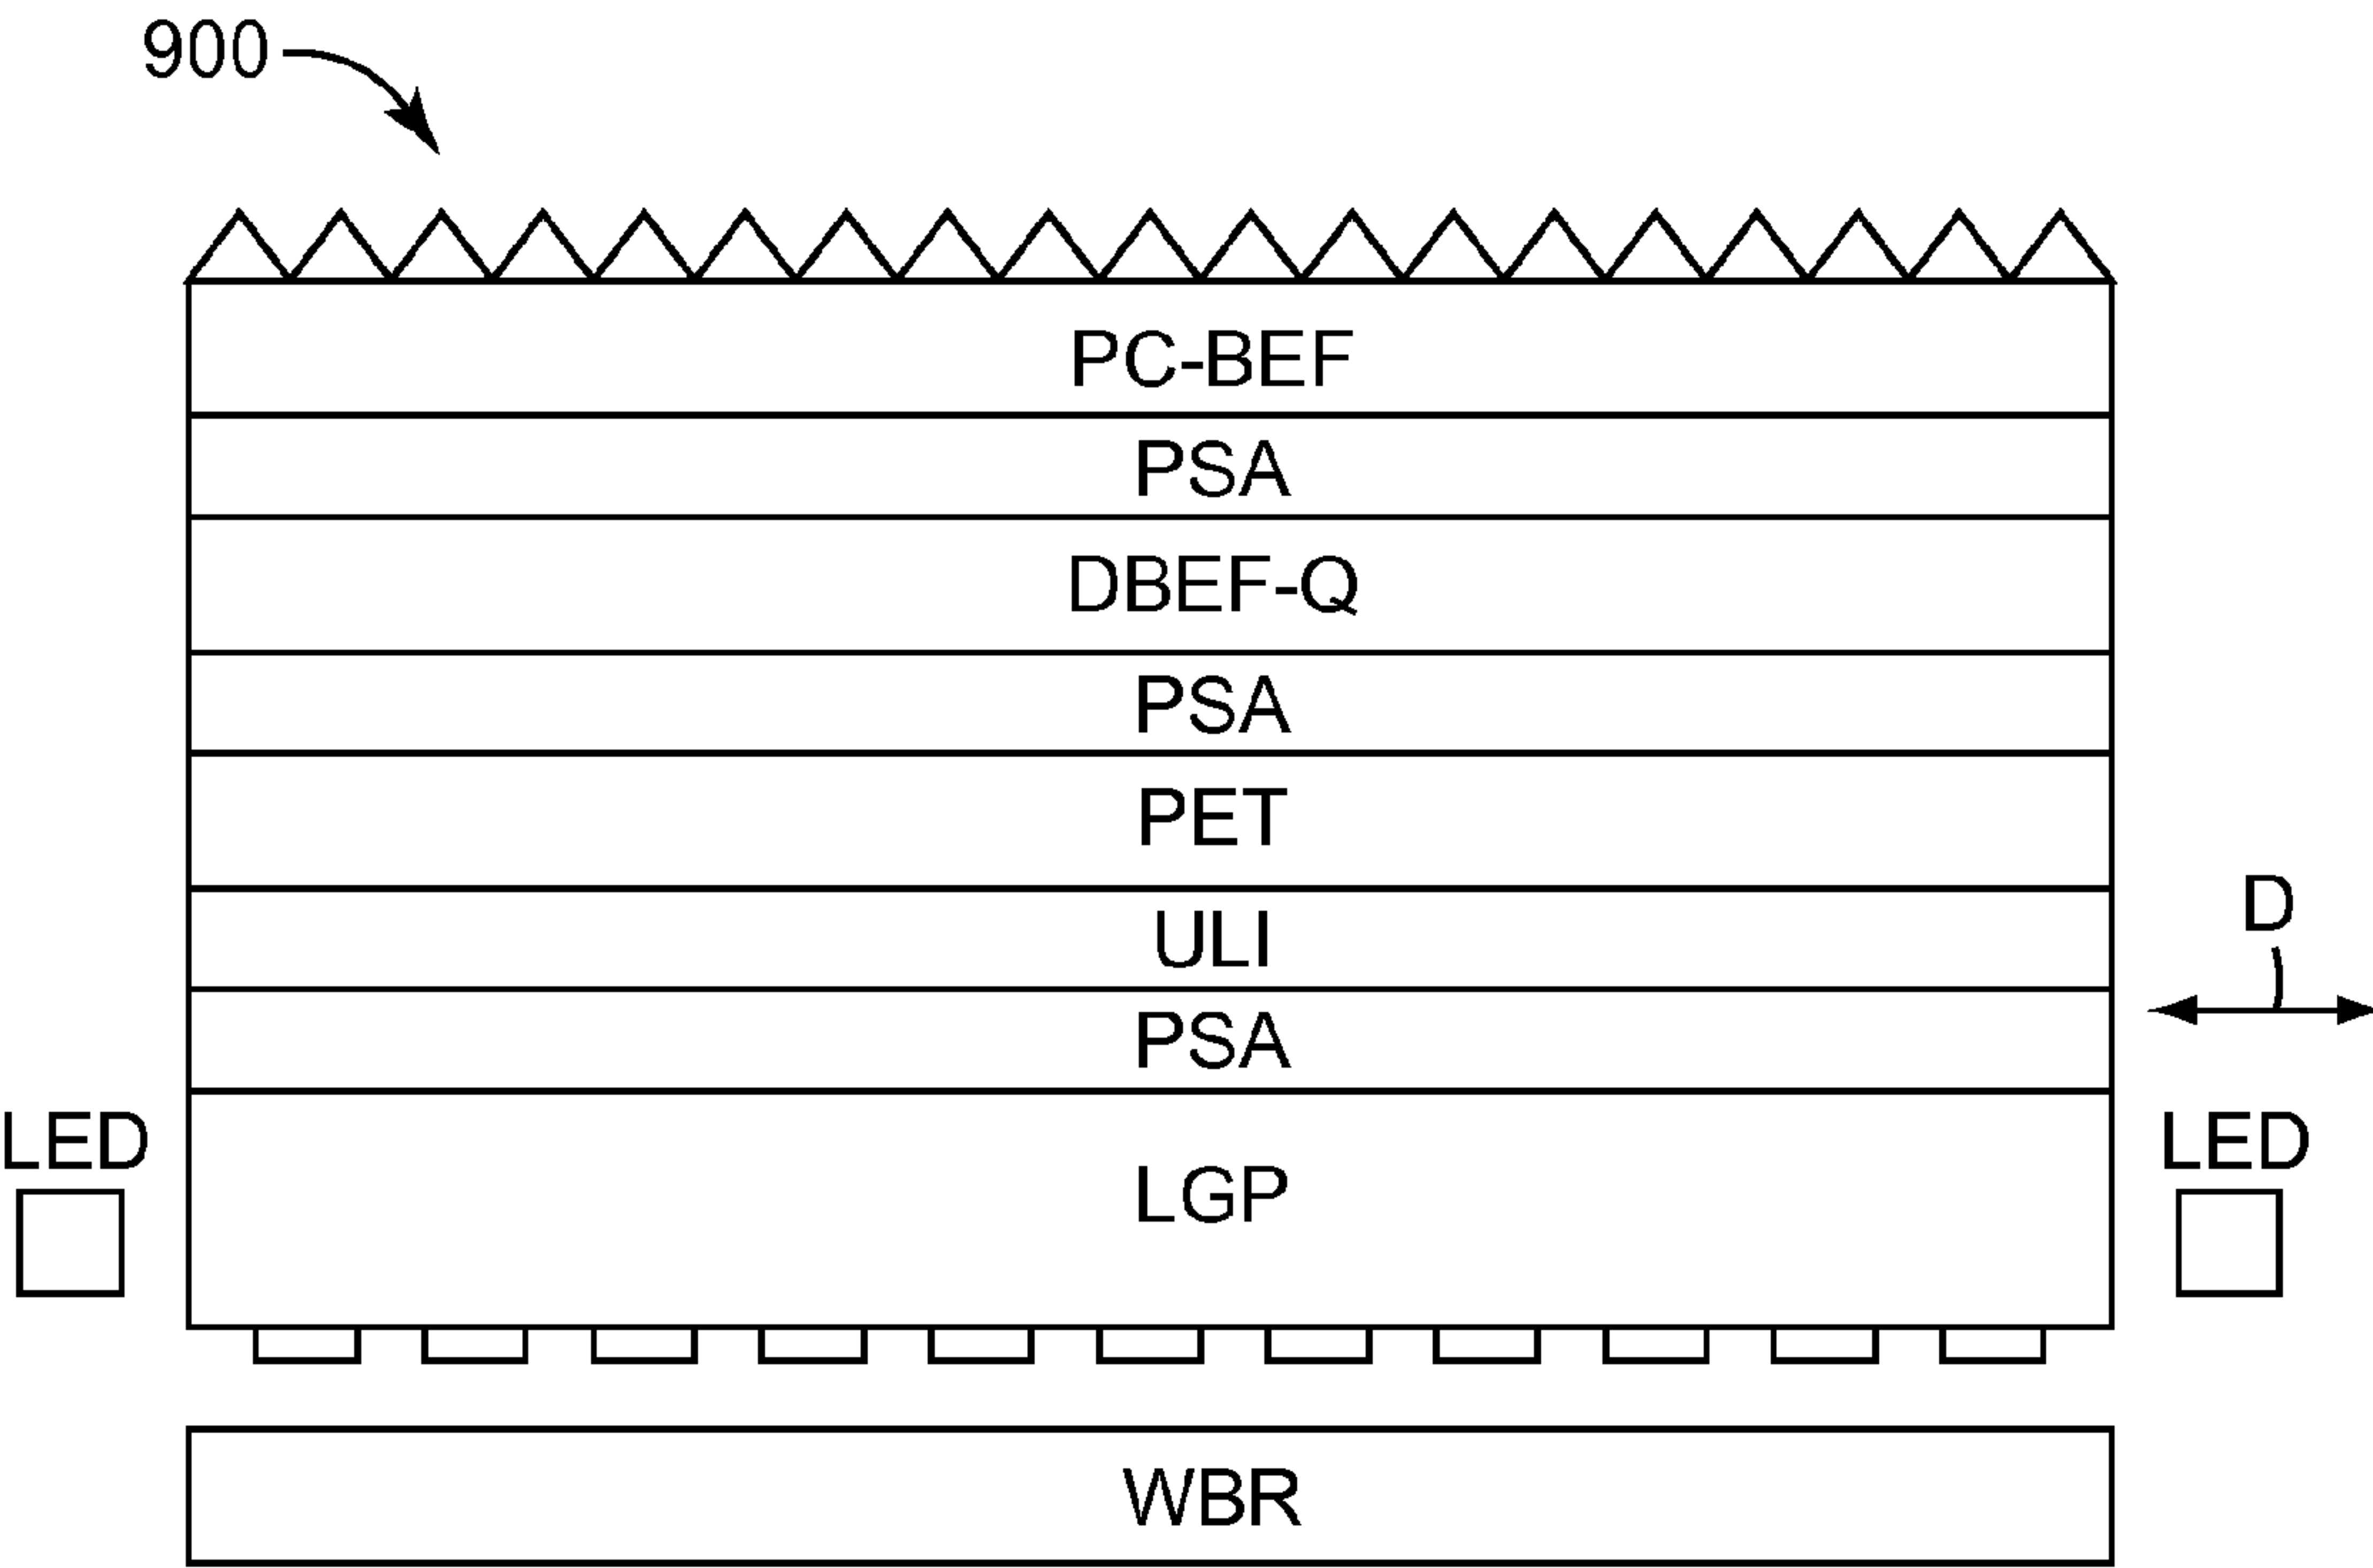 900
PC-BEF
PSA
DBEF-Q
PSA
PET
ULI
D
PSA
LED
LED
LGP
WBR